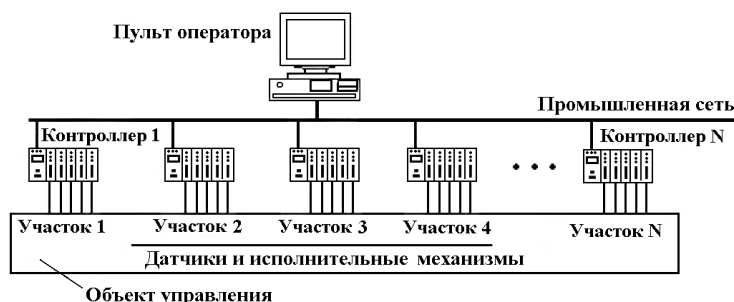 Пульт оператора
Промышленная сеть
Контроллер 1
Контроллер N
Участок 1
Участок 2
Участок 3
Участок 4
Участок N
Датчики и исполнительные механизмы
Объект управления